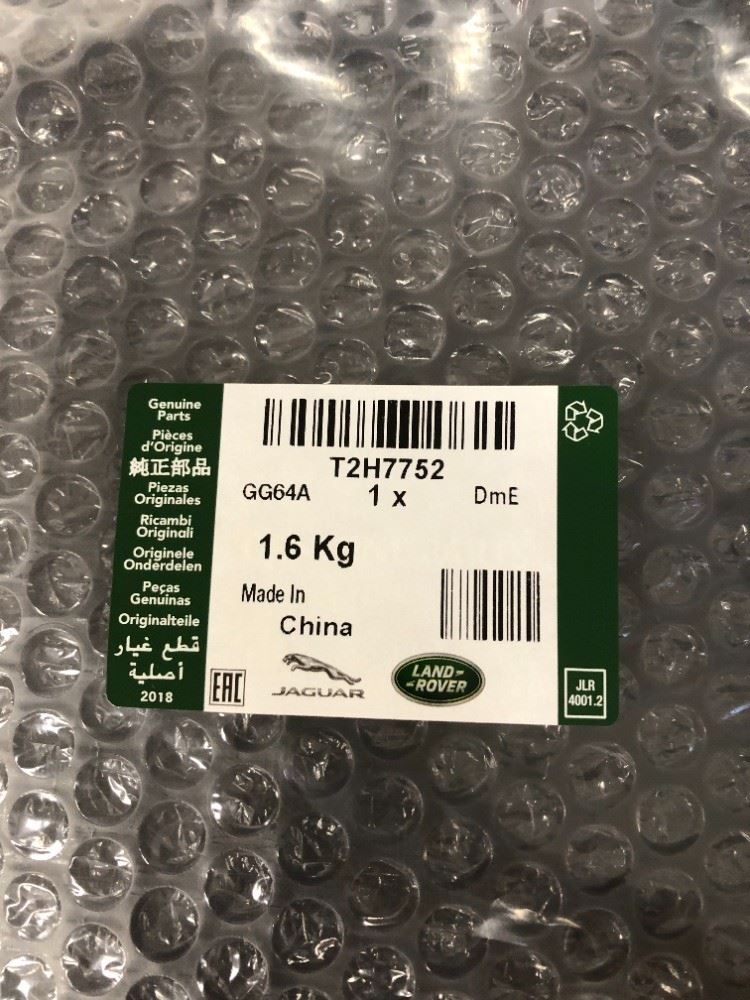 Genuine
Parts
Pièces
d'Origine
純正部品
Piezas
Originales
Ricambi
Originali
Originele
Onderdelen
Peças
Genuinas
Originalteile
قطع غيار
أصلية
2018
T2H7752
GG64A 1 x DmE
1.6 Kg
Made In
China
EAC
JAGUAR
LAND-
-ROVER
JLR
4001.2